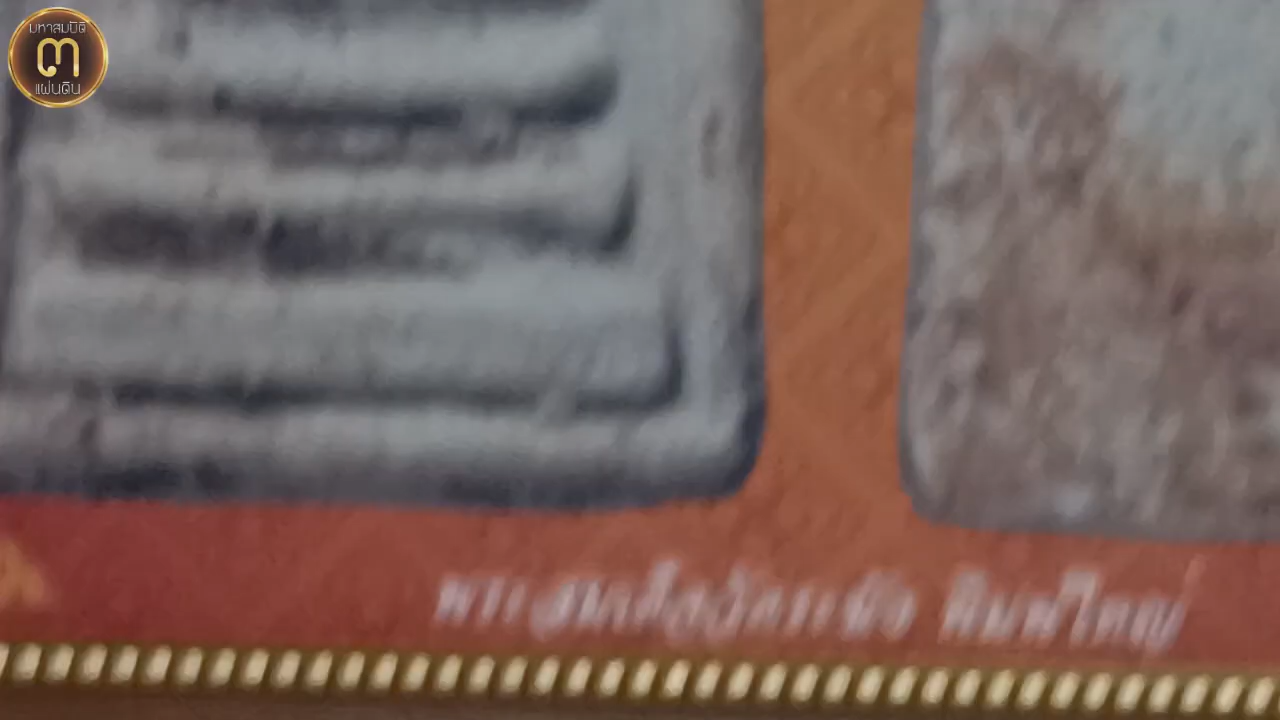 มหาสมบัติ
๓
แผ่นดิน
พระสมเด็จวัดระฆัง พิมพ์ใหญ่